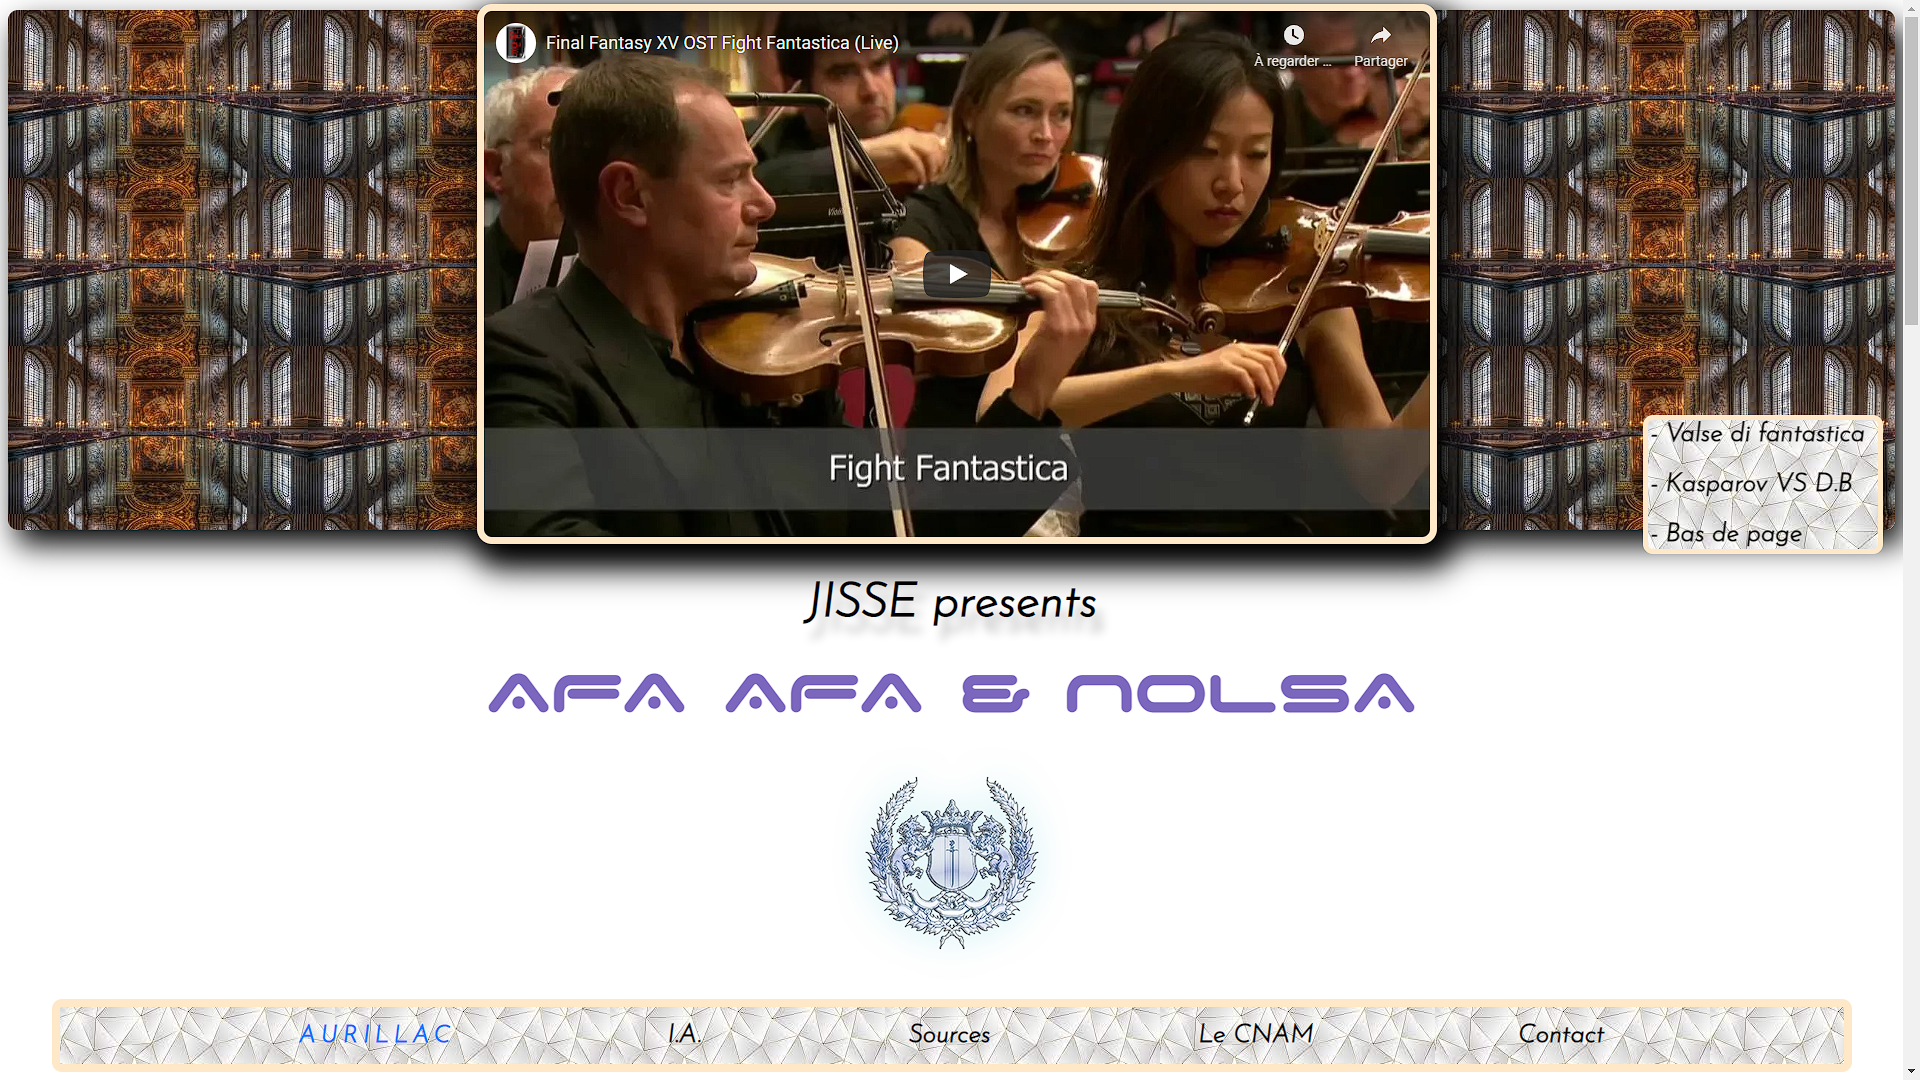 Final Fantasy XV OST Fight Fantastica (Live)
À regarder ...
Partager
Fight Fantastica
- Valse di fantastica
- Kasparov VS D.B
- Bas de page
JISSE presents
AFA AFA & NOLSA
AURILLAC
I.A.
Sources
Le CNAM
Contact